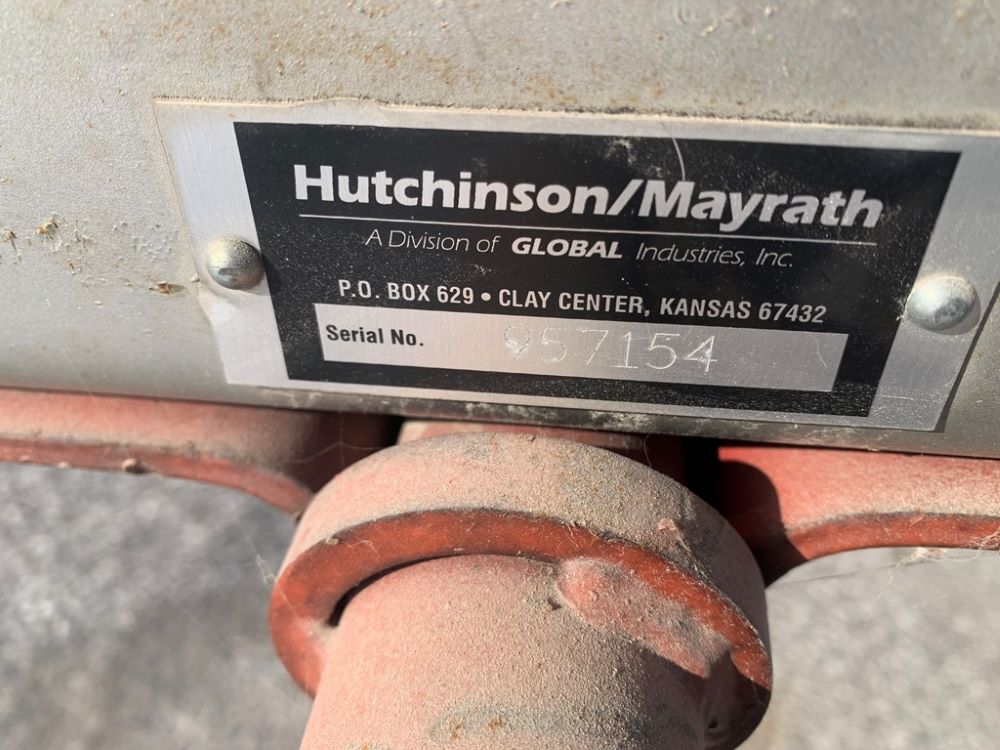 Hutchinson/Mayrath
A Division of GLOBAL Industries, Inc.
P.O. BOX 629 • CLAY CENTER, KANSAS 67432
Serial No. 957154